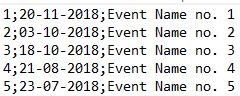 1;20-11-2018;Event Name no. 1
2;03-10-2018;Event Name no. 2
3;18-10-2018;Event Name no. 3
4;21-08-2018;Event Name no. 4
5;23-07-2018;Event Name no. 5